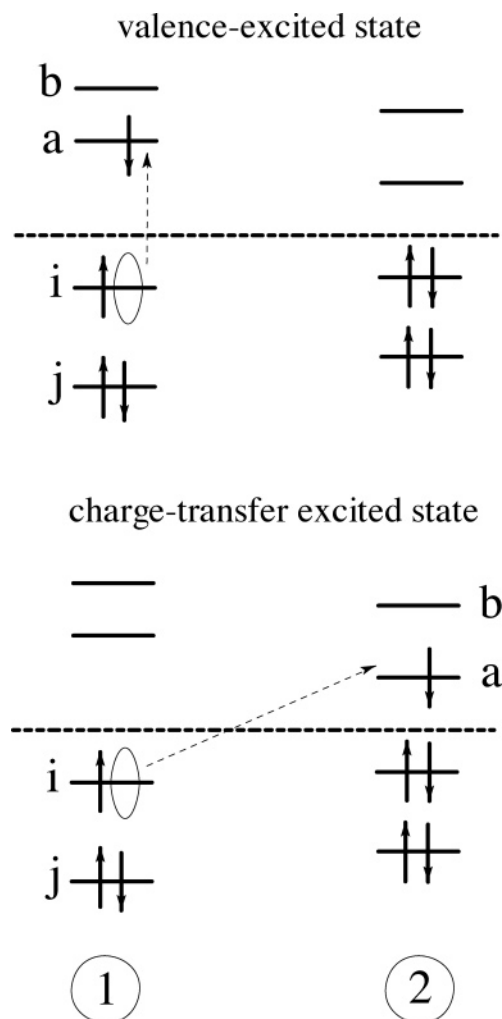 valence-excited state
b
a
i
j
charge-transfer excited state
b
a
i
j
1 2